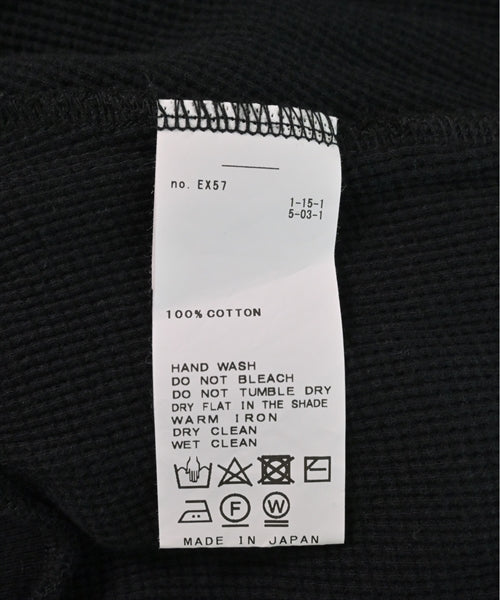 no. EX57
1-15-1
5-03-1
100% COTTON
HAND WASH
DO NOT BLEACH
DO NOT TUMBLE DRY
DRY FLAT IN THE SHADE
WARM IRON
DRY CLEAN
WET CLEAN
F
W
MADE IN JAPAN